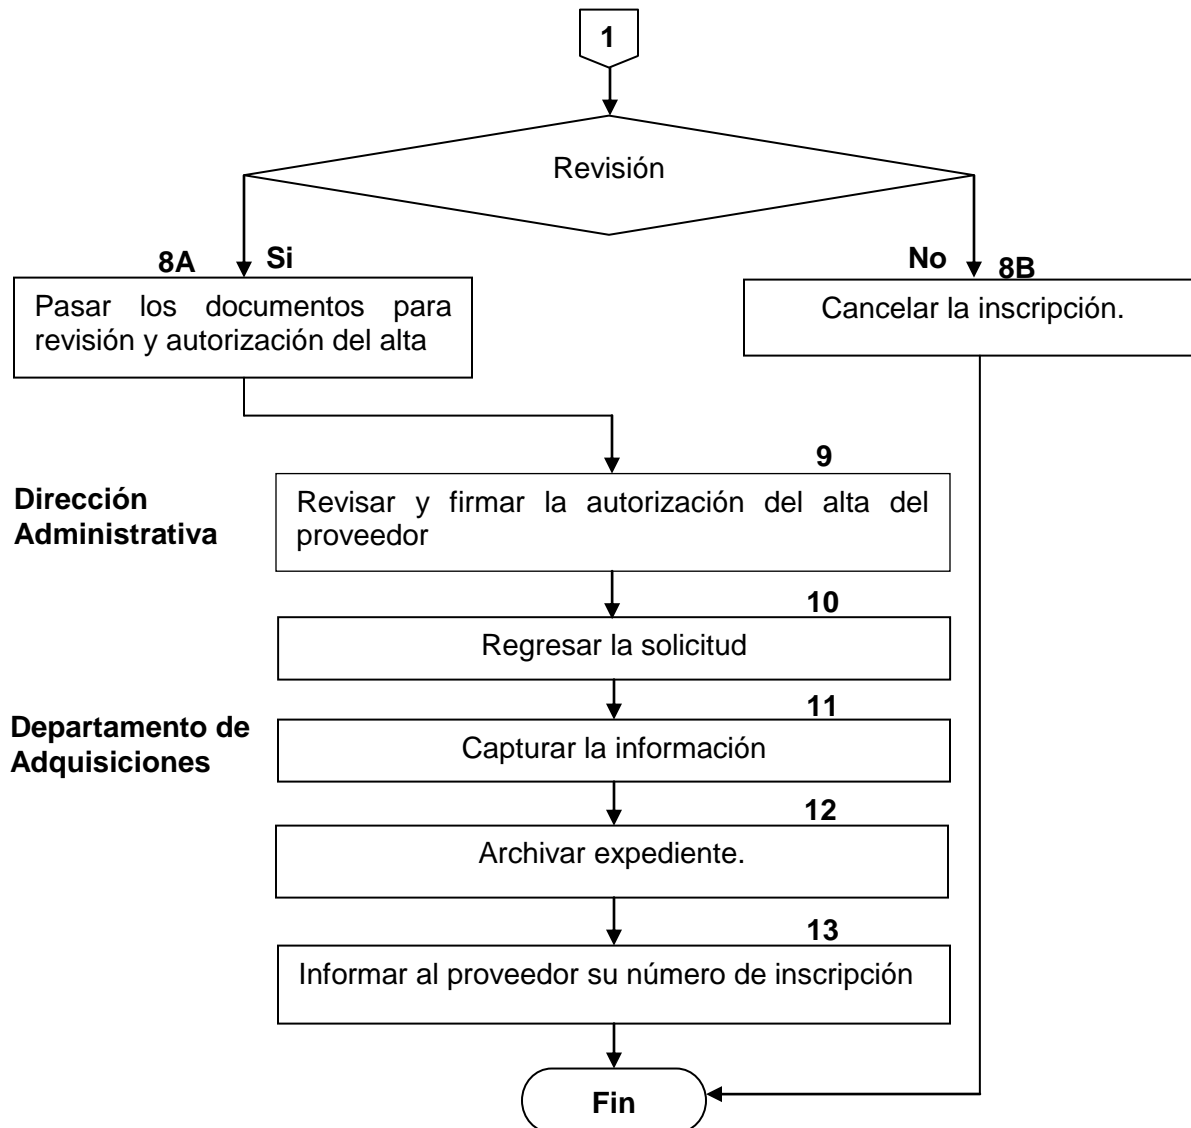 1
Revisión
8A
Si
No
8B
Pasar los documentos para
revisión y autorización del alta
Cancelar la inscripción.
9
Dirección
Administrativa
Revisar y firmar la autorización del alta del
proveedor
10
Regresar la solicitud
11
Departamento de
Adquisiciones
Capturar la información
12
Archivar expediente.
13
Informar al proveedor su número de inscripción
Fin